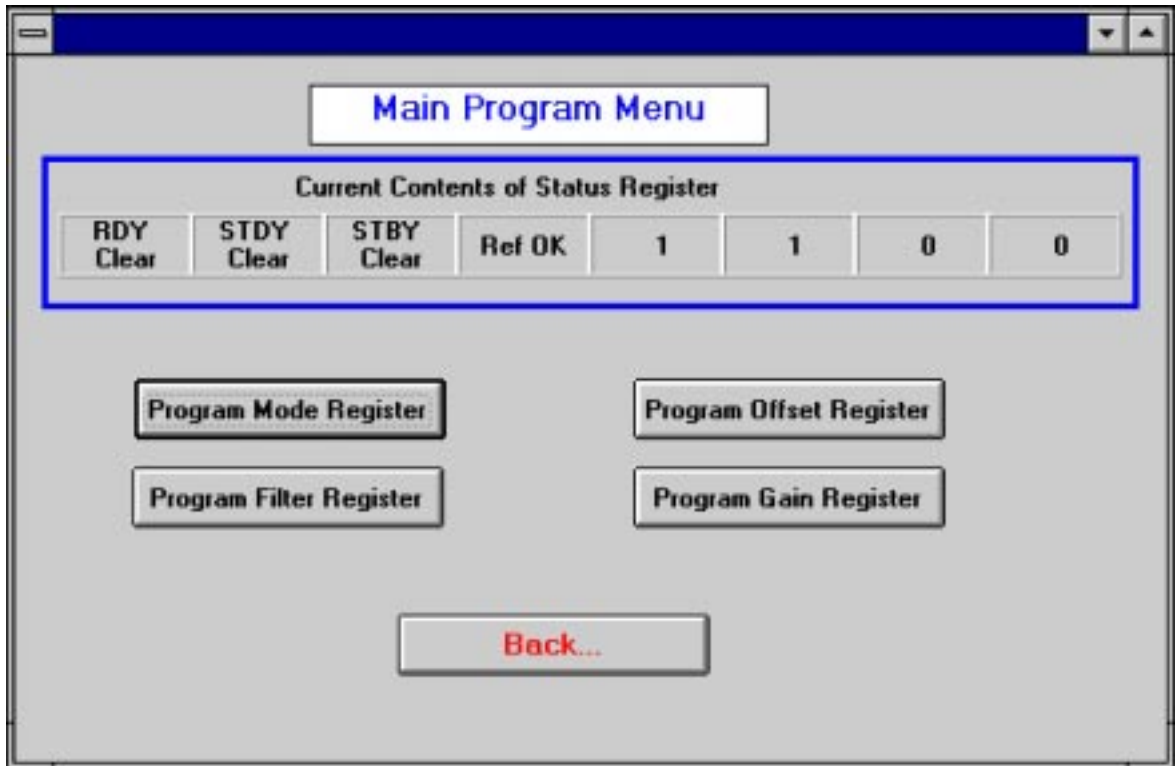 Main Program Menu
Current Contents of Status Register
RDY Clear
STDY Clear
STBY Clear
Ref OK
1
1
0
0
Program Mode Register
Program Offset Register
Program Filter Register
Program Gain Register
Back...